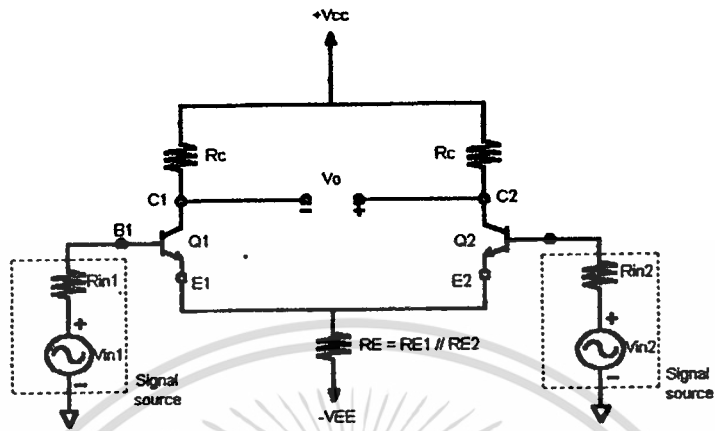 +Vcc
Rc
Rc
Vo
C1
C2
- +
B1
Q1
Q2
Rin1
E1
E2
Rin2
+
+
Vin1
RE = RE1 // RE2
Vin2
-
-
Signal source
Signal source
-VEE